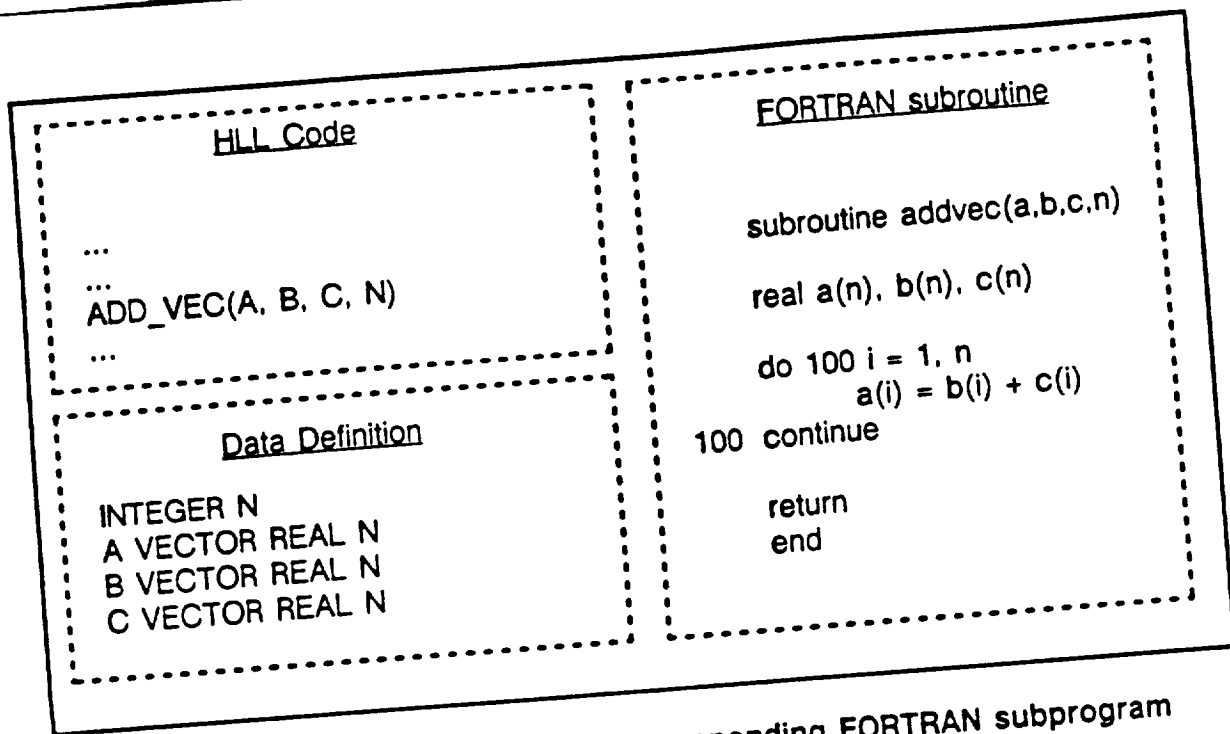 HLL Code
...
...
ADD_VEC(A, B, C, N)
...
Data Definition
INTEGER N
A VECTOR REAL N
B VECTOR REAL N
C VECTOR REAL N
FORTRAN subroutine
subroutine addvec(a,b,c,n)
real a(n), b(n), c(n)
do 100 i = 1, n
a(i) = b(i) + c(i)
100 continue
return
end
FORTRAN subprogram